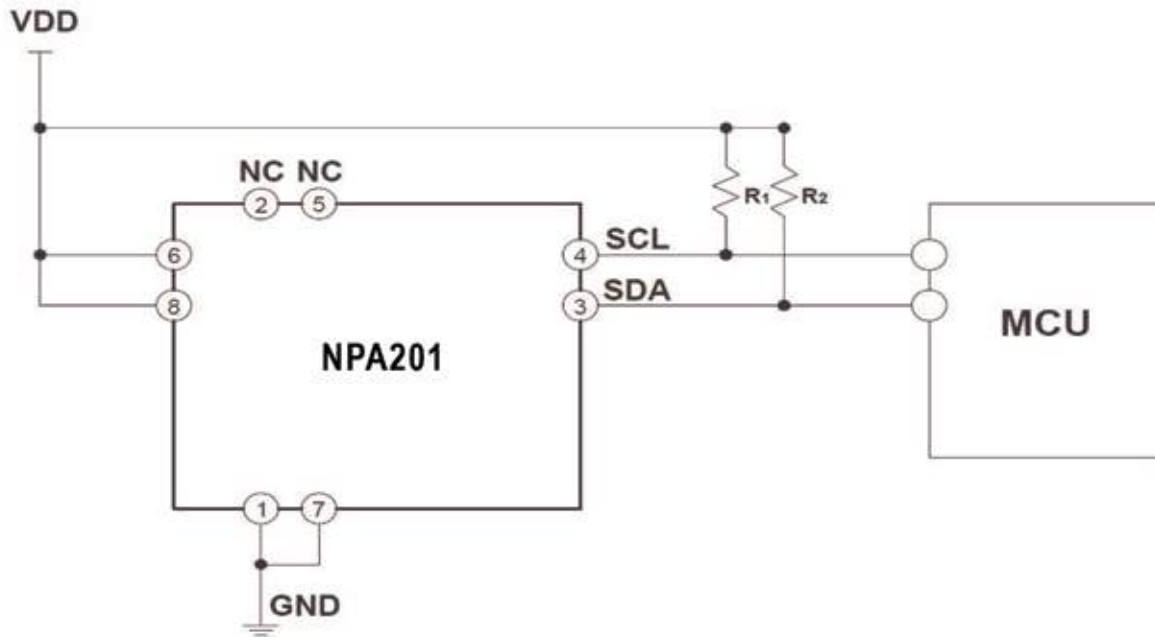 VDD
NC NC
2 5
R₁ R₂
6
4 SCL
8
3 SDA
NPA201
MCU
1 7
GND